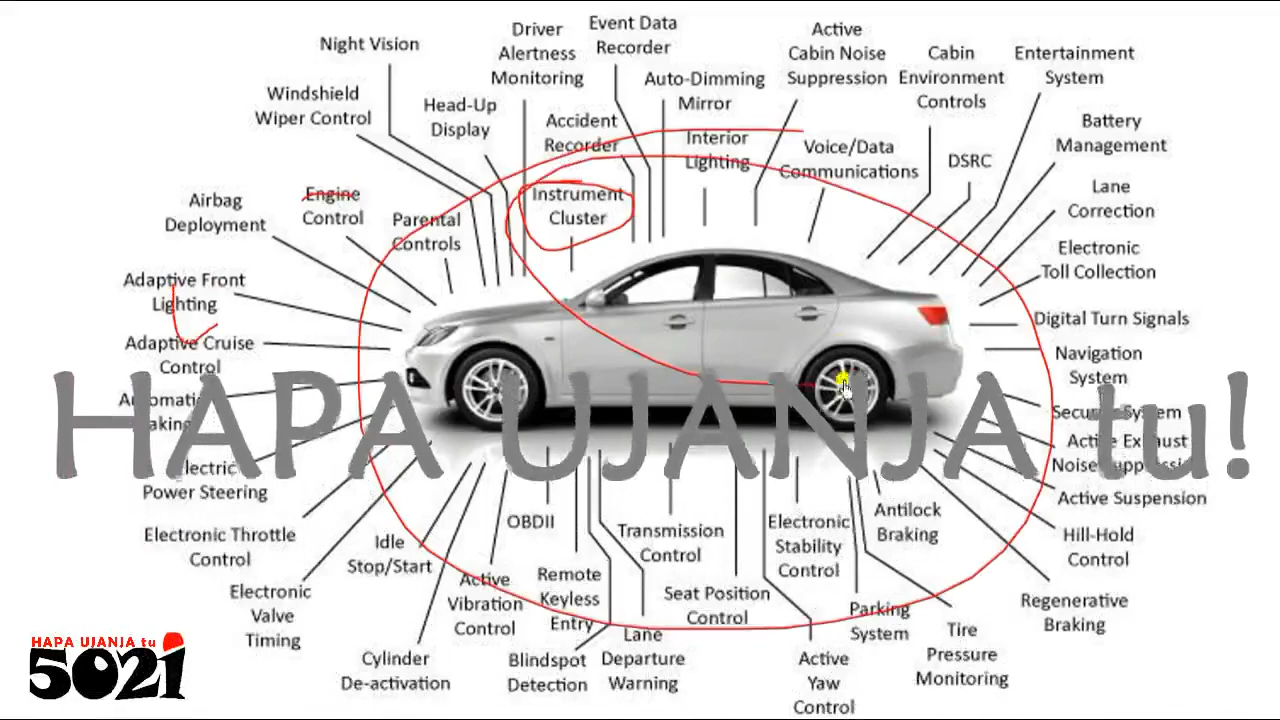 Night Vision
Driver
Alertness
Monitoring
Event Data
Recorder
Active
Cabin Noise
Suppression
Cabin
Environment
Controls
Entertainment
System
Windshield
Wiper Control
Head-Up
Display
Accident
Recorder
Auto-Dimming
Mirror
Interior
Lighting
Voice/Data
Communications
DSRC
Battery
Management
Airbag
Deployment
Engine
Control
Parental
Controls
Instrument
Cluster
Lane
Correction
Electronic
Toll Collection
Adaptive Front
Lighting
Digital Turn Signals
Adaptive Cruise
Control
Navigation
System
HAPA UJANJA tu!
Security System
Active Exhaust
Electric
Power Steering
Active Suspension
Electronic Throttle
Control
Idle
Stop/Start
OBDII
Transmission
Control
Electronic
Stability
Control
Antilock
Braking
Hill-Hold
Control
Electronic
Valve
Timing
Active
Vibration
Control
Remote
Keyless
Entry
Seat Position
Control
Parking
System
Regenerative
Braking
Cylinder
De-activation
Blindspot
Detection
Lane
Departure
Warning
Active
Yaw
Control
Tire
Pressure
Monitoring
HAPA UJANJA tu
5021